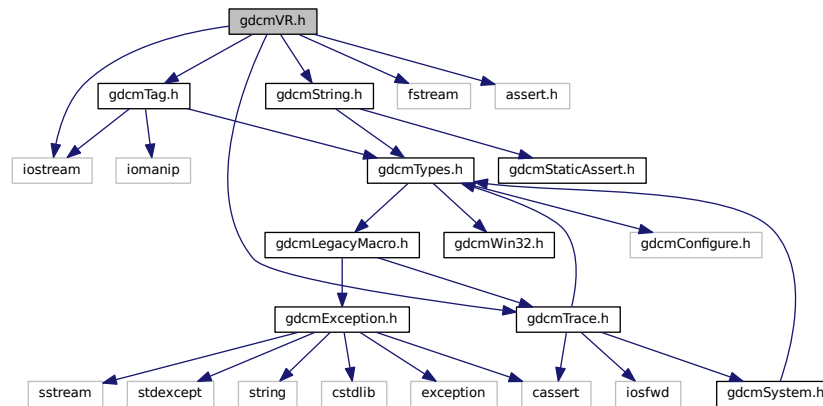 gdcmVR.h
gdcmTag.h
gdcmString.h
fstream
assert.h
iostream
iomanip
gdcmTypes.h
gdcmStaticAssert.h
gdcmLegacyMacro.h
gdcmWin32.h
gdcmConfigure.h
gdcmException.h
gdcmTrace.h
sstream
stdexcept
string
cstdlib
exception
cassert
iosfwd
gdcmSystem.h